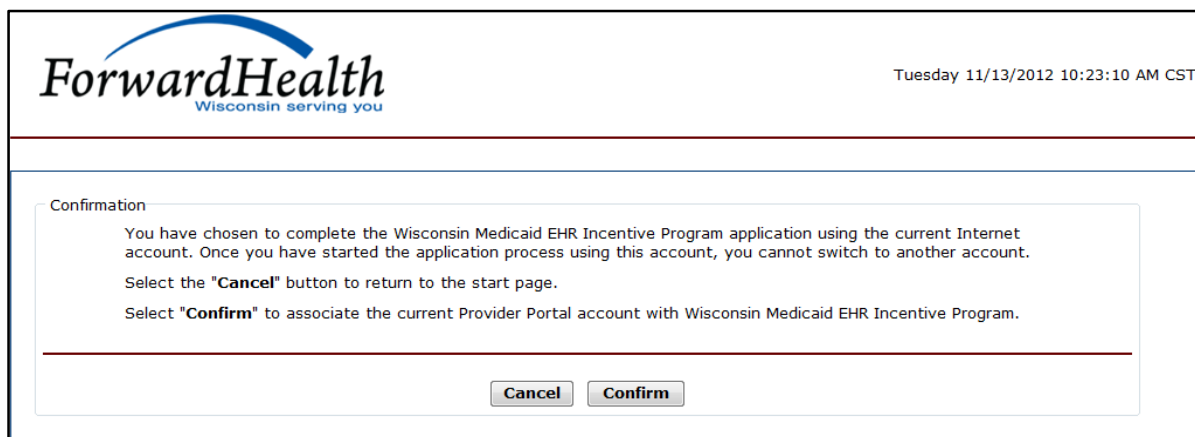 ForwardHealth
Wisconsin serving you
Tuesday 11/13/2012 10:23:10 AM CST
Confirmation
You have chosen to complete the Wisconsin Medicaid EHR Incentive Program application using the current Internet
account. Once you have started the application process using this account, you cannot switch to another account.
Select the "Cancel" button to return to the start page.
Select "Confirm" to associate the current Provider Portal account with Wisconsin Medicaid EHR Incentive Program.
Cancel Confirm